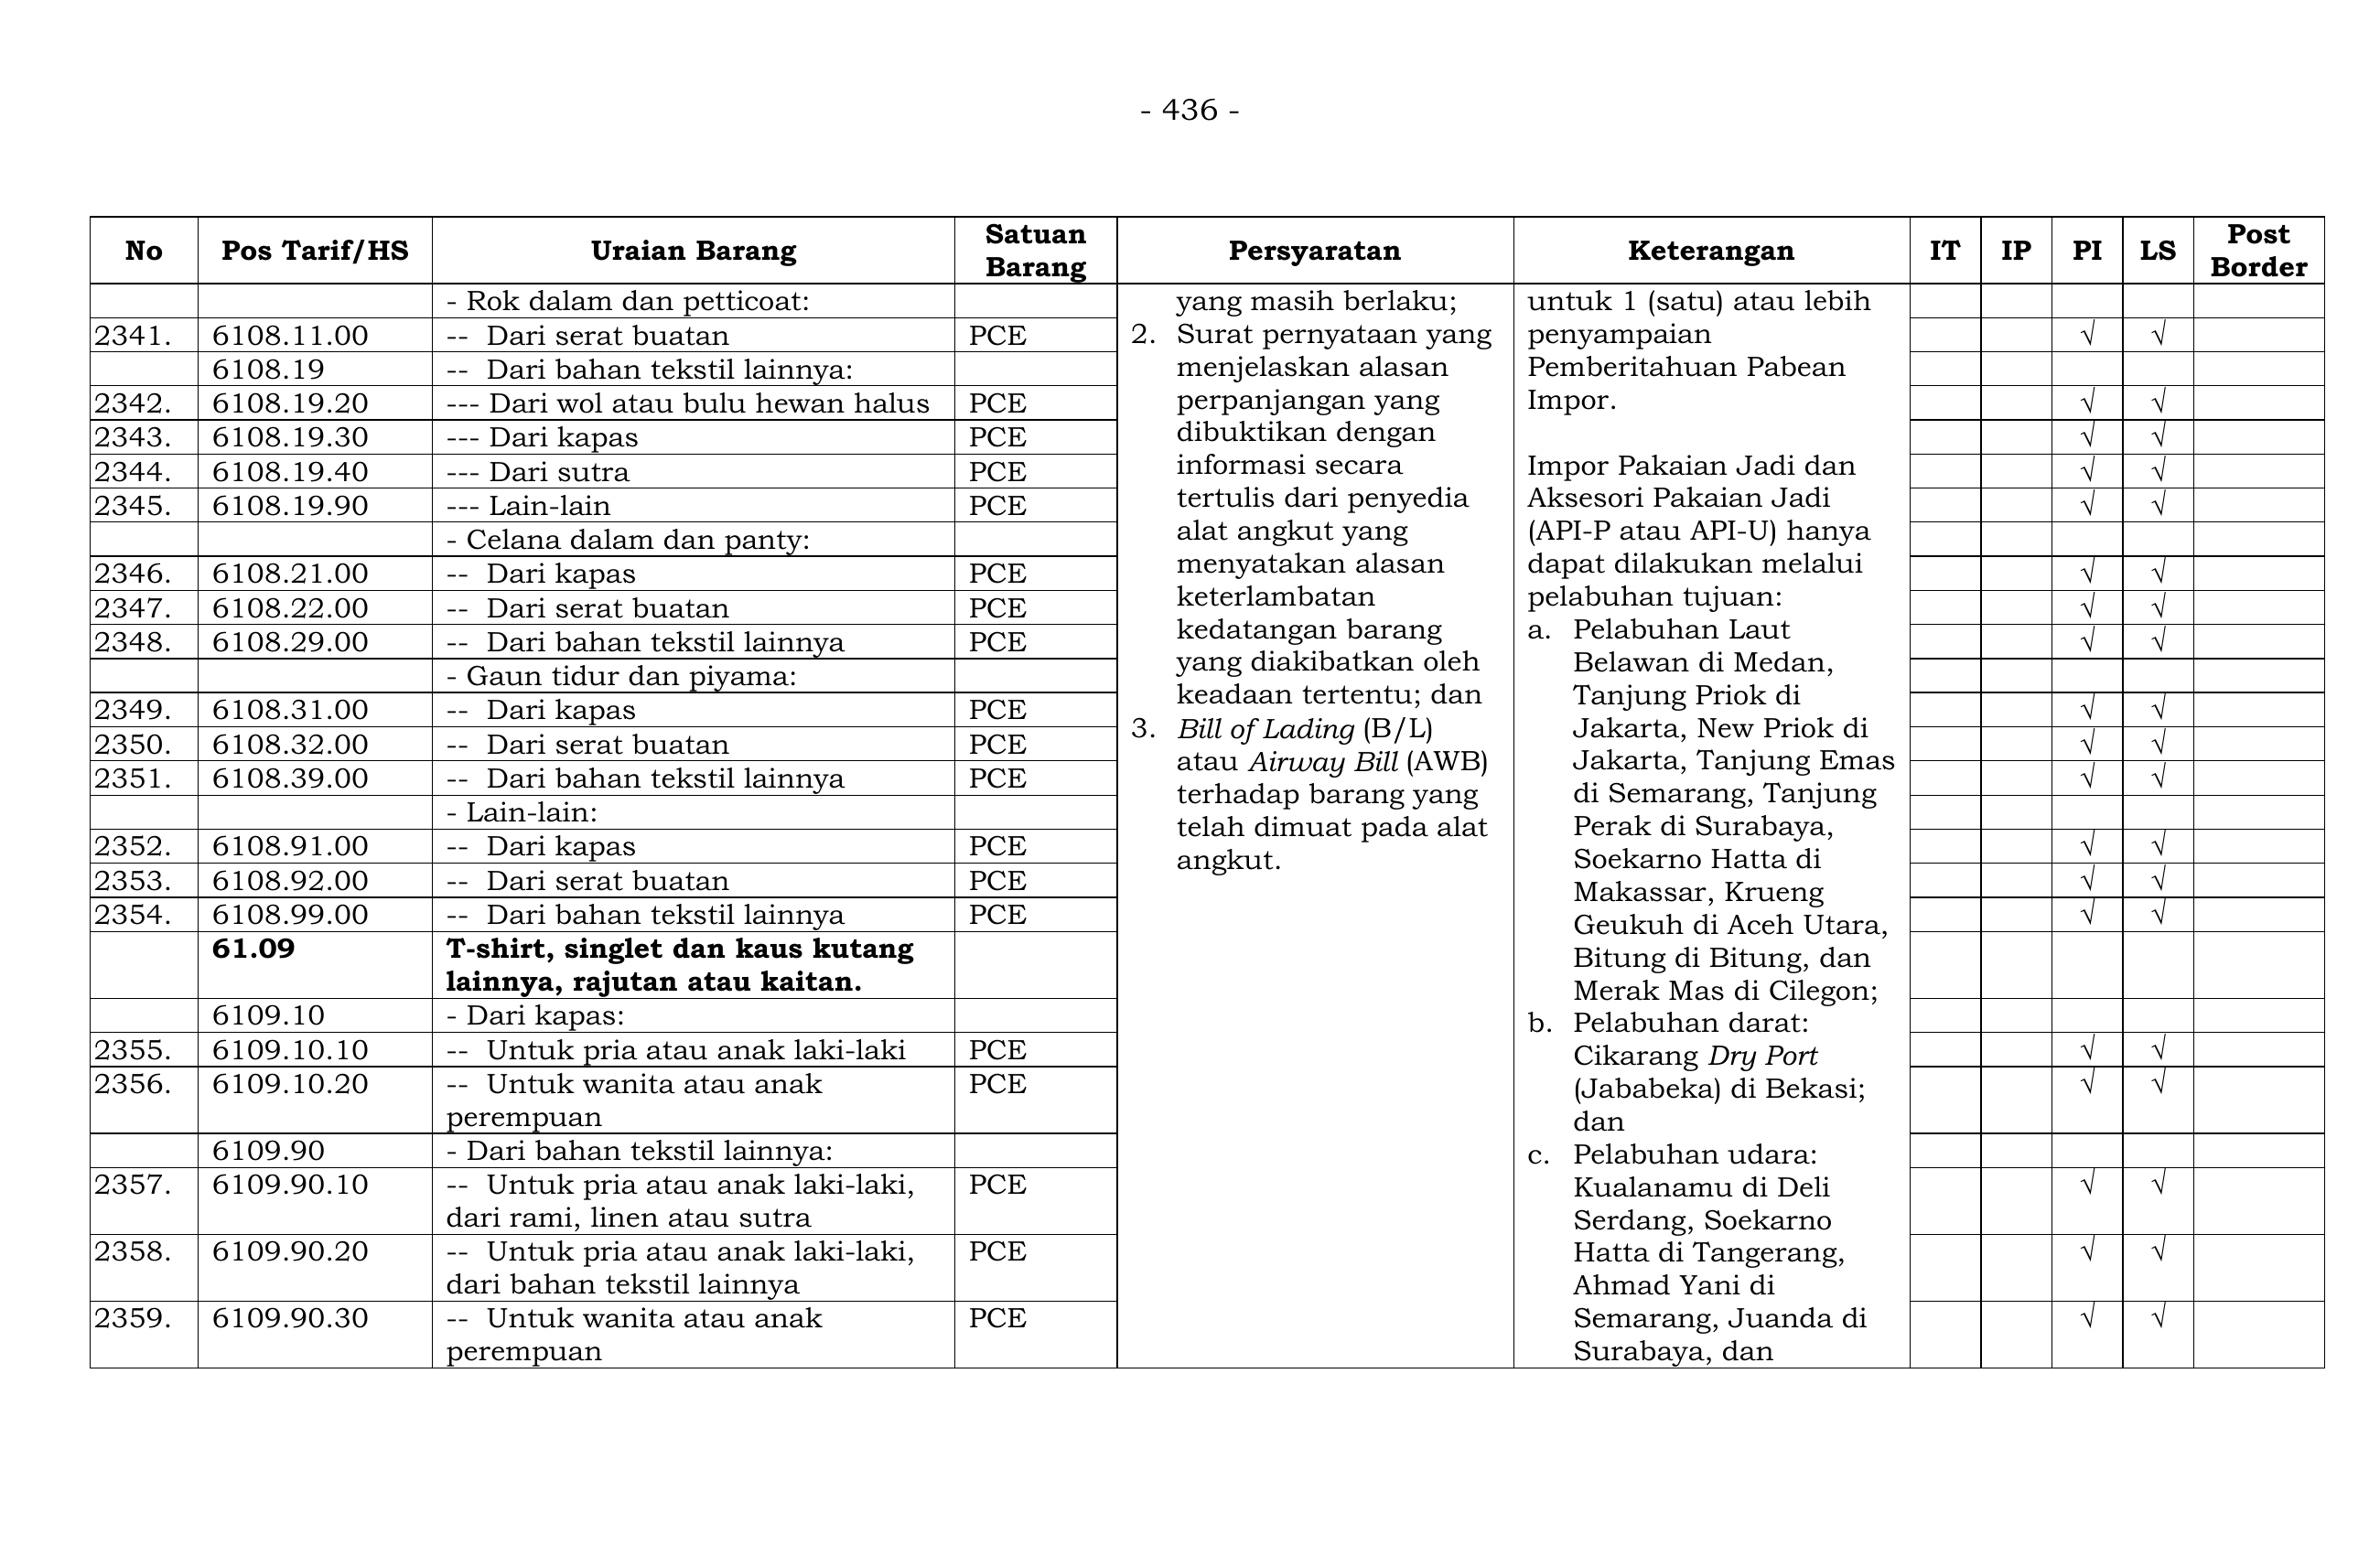 - 436 -
No Pos Tarif/HS Uraian Barang Satuan Barang Persyaratan Keterangan IT IP PI LS Post Border
- Rok dalam dan petticoat:
2341. 6108.11.00 -- Dari serat buatan PCE √ √
6108.19 -- Dari bahan tekstil lainnya:
2342. 6108.19.20 --- Dari wol atau bulu hewan halus PCE √ √
2343. 6108.19.30 --- Dari kapas PCE √ √
2344. 6108.19.40 --- Dari sutra PCE √ √
2345. 6108.19.90 --- Lain-lain PCE √ √
- Celana dalam dan panty:
2346. 6108.21.00 -- Dari kapas PCE √ √
2347. 6108.22.00 -- Dari serat buatan PCE √ √
2348. 6108.29.00 -- Dari bahan tekstil lainnya PCE √ √
- Gaun tidur dan piyama:
2349. 6108.31.00 -- Dari kapas PCE √ √
2350. 6108.32.00 -- Dari serat buatan PCE √ √
2351. 6108.39.00 -- Dari bahan tekstil lainnya PCE √ √
- Lain-lain:
2352. 6108.91.00 -- Dari kapas PCE √ √
2353. 6108.92.00 -- Dari serat buatan PCE √ √
2354. 6108.99.00 -- Dari bahan tekstil lainnya PCE √ √
61.09 T-shirt, singlet dan kaus kutang
lainnya, rajutan atau kaitan.
6109.10 - Dari kapas:
2355. 6109.10.10 -- Untuk pria atau anak laki-laki PCE √ √
2356. 6109.10.20 -- Untuk wanita atau anak PCE √ √
perempuan
6109.90 - Dari bahan tekstil lainnya:
2357. 6109.90.10 -- Untuk pria atau anak laki-laki, PCE √ √
dari rami, linen atau sutra
2358. 6109.90.20 -- Untuk pria atau anak laki-laki, PCE √ √
dari bahan tekstil lainnya
2359. 6109.90.30 -- Untuk wanita atau anak PCE √ √
perempuan
yang masih berlaku;
2. Surat pernyataan yang
menjelaskan alasan
perpanjangan yang
dibuktikan dengan
informasi secara
tertulis dari penyedia
alat angkut yang
menyatakan alasan
keterlambatan
kedatangan barang
yang diakibatkan oleh
keadaan tertentu; dan
3. Bill of Lading (B/L)
atau Airway Bill (AWB)
terhadap barang yang
telah dimuat pada alat
angkut.
untuk 1 (satu) atau lebih
penyampaian
Pemberitahuan Pabean
Impor.
Impor Pakaian Jadi dan
Aksesori Pakaian Jadi
(API-P atau API-U) hanya
dapat dilakukan melalui
pelabuhan tujuan:
a. Pelabuhan Laut
Belawan di Medan,
Tanjung Priok di
Jakarta, New Priok di
Jakarta, Tanjung Emas
di Semarang, Tanjung
Perak di Surabaya,
Soekarno Hatta di
Makassar, Krueng
Geukuh di Aceh Utara,
Bitung di Bitung, dan
Merak Mas di Cilegon;
b. Pelabuhan darat:
Cikarang Dry Port
(Jababeka) di Bekasi;
dan
c. Pelabuhan udara:
Kualanamu di Deli
Serdang, Soekarno
Hatta di Tangerang,
Ahmad Yani di
Semarang, Juanda di
Surabaya, dan